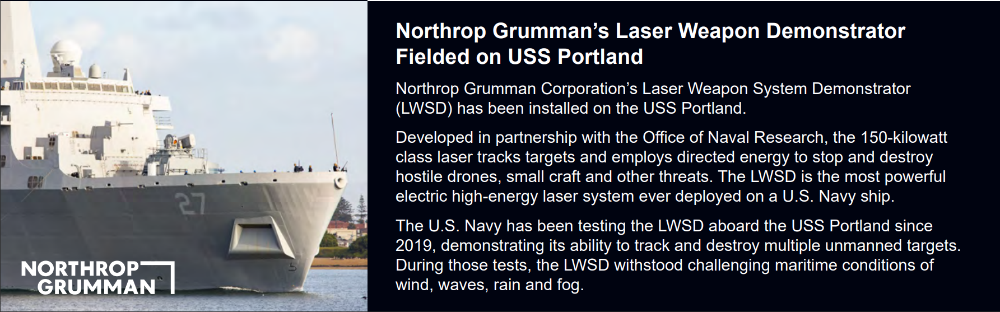 Northrop Grumman’s Laser Weapon Demonstrator
Fielded on USS Portland
Northrop Grumman Corporation’s Laser Weapon System Demonstrator
(LWSD) has been installed on the USS Portland.
Developed in partnership with the Office of Naval Research, the 150-kilowatt
class laser tracks targets and employs directed energy to stop and destroy
hostile drones, small craft and other threats. The LWSD is the most powerful
electric high-energy laser system ever deployed on a U.S. Navy ship.
The U.S. Navy has been testing the LWSD aboard the USS Portland since
2019, demonstrating its ability to track and destroy multiple unmanned targets.
During those tests, the LWSD withstood challenging maritime conditions of
wind, waves, rain and fog.
27
NORTHROP
GRUMMAN